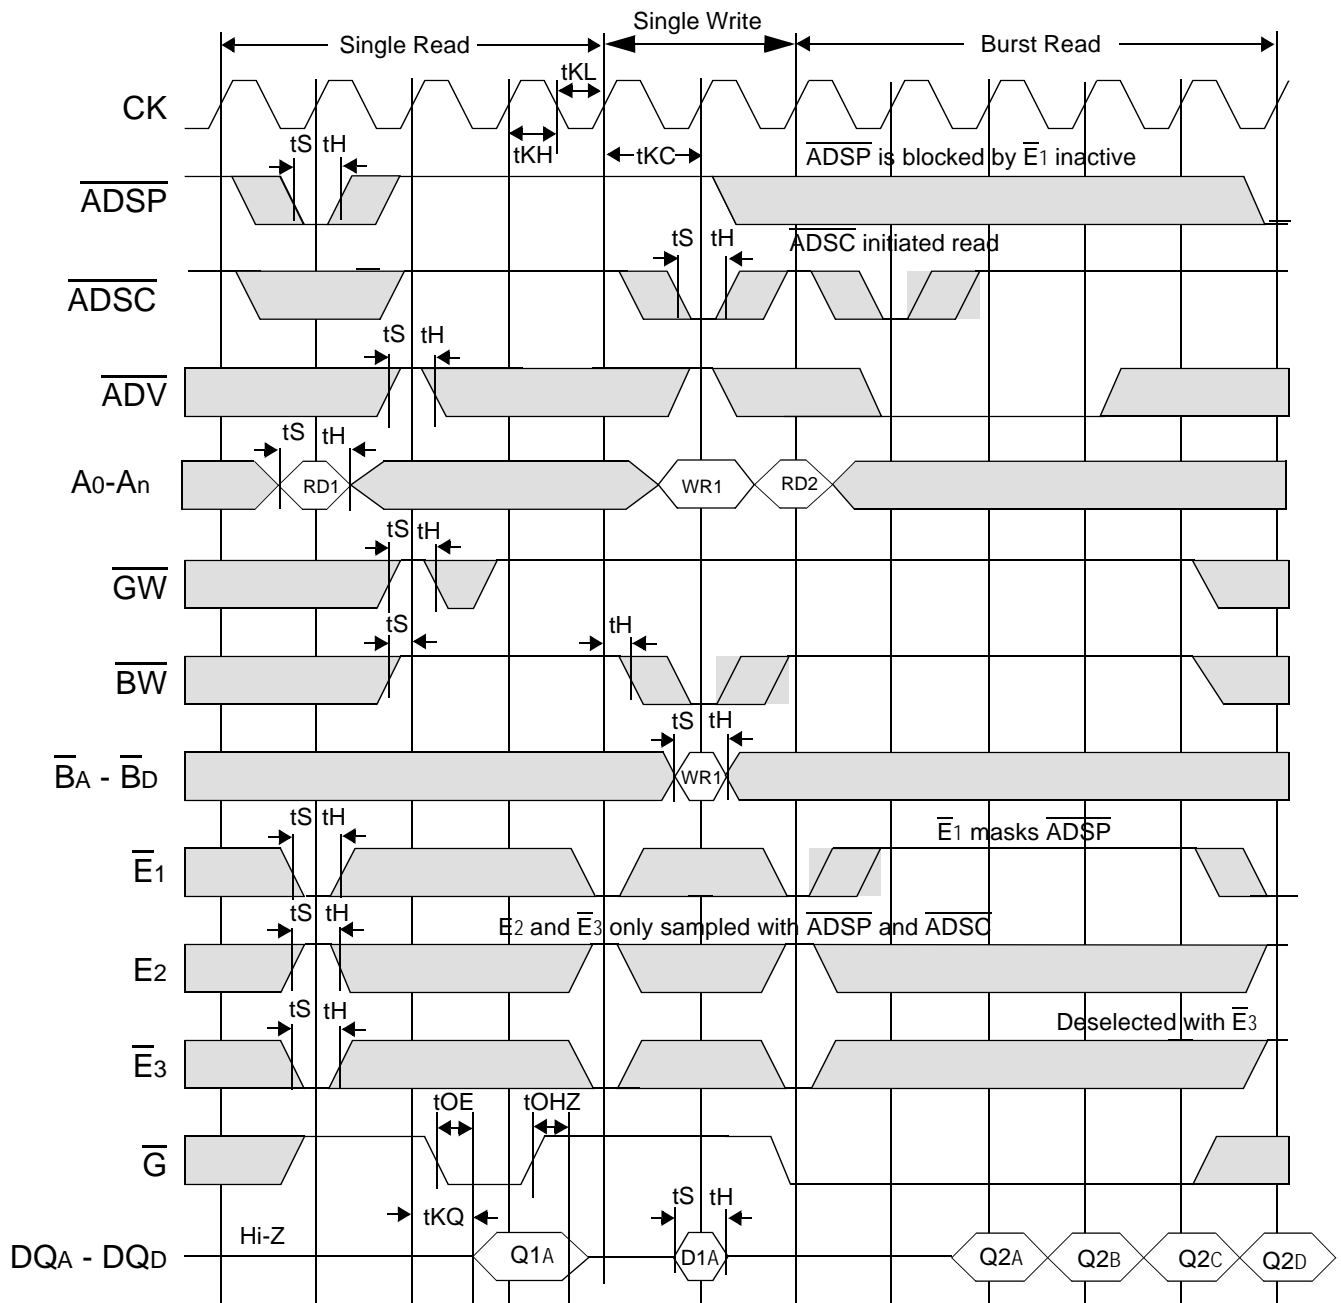 Single Write
Single Read
Burst Read
tKL
CK
tS tH
tKH
tKC
ADSP is blocked by E1 inactive
ADSP
tS tH
ADSC initiated read
ADSC
tS tH
ADV
tS tH
A0-An
RD1
WR1
RD2
tS tH
GW
tS
tH
BW
tS tH
BA - BD
WR1
tS tH
E1 masks ADSP
E1
tS tH
E2 and E3 only sampled with ADSP and ADSC
E2
tS tH
Deselected with E3
E3
tOE
tOHZ
G
tKQ
tS tH
Hi-Z
DQA - DQD
Q1A
D1A
Q2A
Q2B
Q2C
Q2D